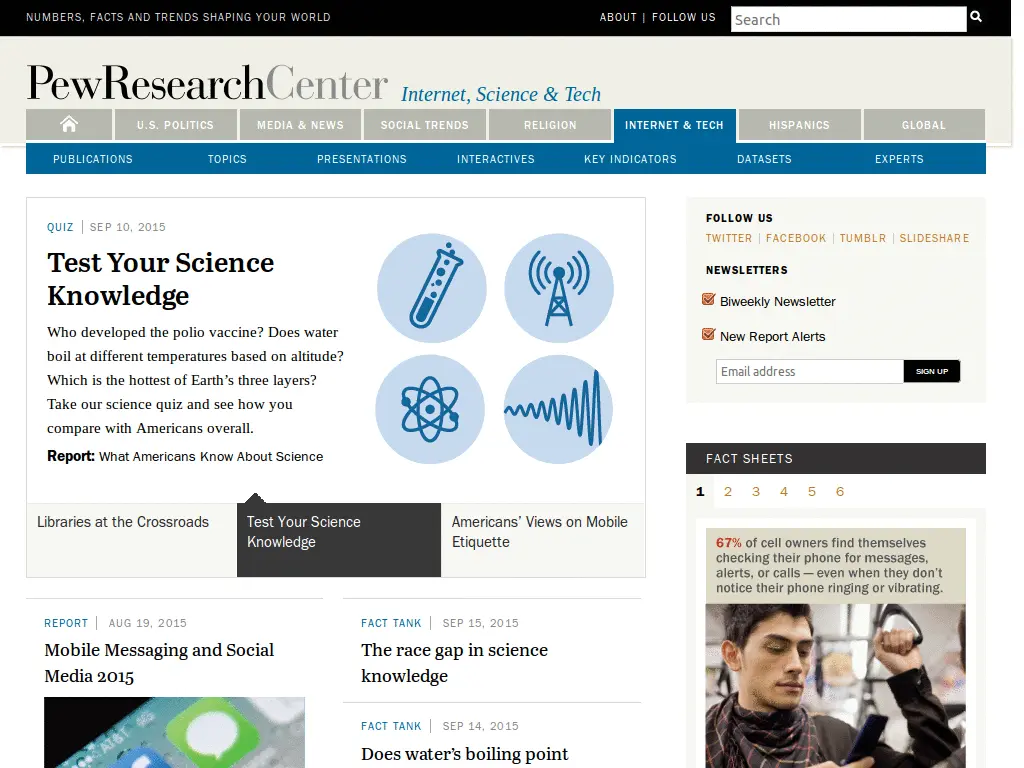 NUMBERS, FACTS AND TRENDS SHAPING YOUR WORLD
ABOUT | FOLLOW US
Search
PewResearchCenter Internet, Science & Tech
U.S. POLITICS MEDIA & NEWS SOCIAL TRENDS RELIGION INTERNET & TECH HISPANICS GLOBAL
PUBLICATIONS TOPICS PRESENTATIONS INTERACTIVES KEY INDICATORS DATASETS EXPERTS
QUIZ | SEP 10, 2015
Test Your Science
Knowledge
Who developed the polio vaccine? Does water
boil at different temperatures based on altitude?
Which is the hottest of Earth's three layers?
Take our science quiz and see how you
compare with Americans overall.
Report: What Americans Know About Science
Libraries at the Crossroads
Test Your Science
Knowledge
Americans' Views on Mobile
Etiquette
REPORT | AUG 19, 2015
Mobile Messaging and Social
Media 2015
AT&T 4G
FACT TANK | SEP 15, 2015
The race gap in science
knowledge
FACT TANK | SEP 14, 2015
Does water's boiling point
FOLLOW US
TWITTER | FACEBOOK | TUMBLR | SLIDESHARE
NEWSLETTERS
Biweekly Newsletter
New Report Alerts
Email address
SIGN UP
FACT SHEETS
1 2 3 4 5 6
67% of cell owners find themselves
checking their phone for messages,
alerts, or calls — even when they don't
notice their phone ringing or vibrating.